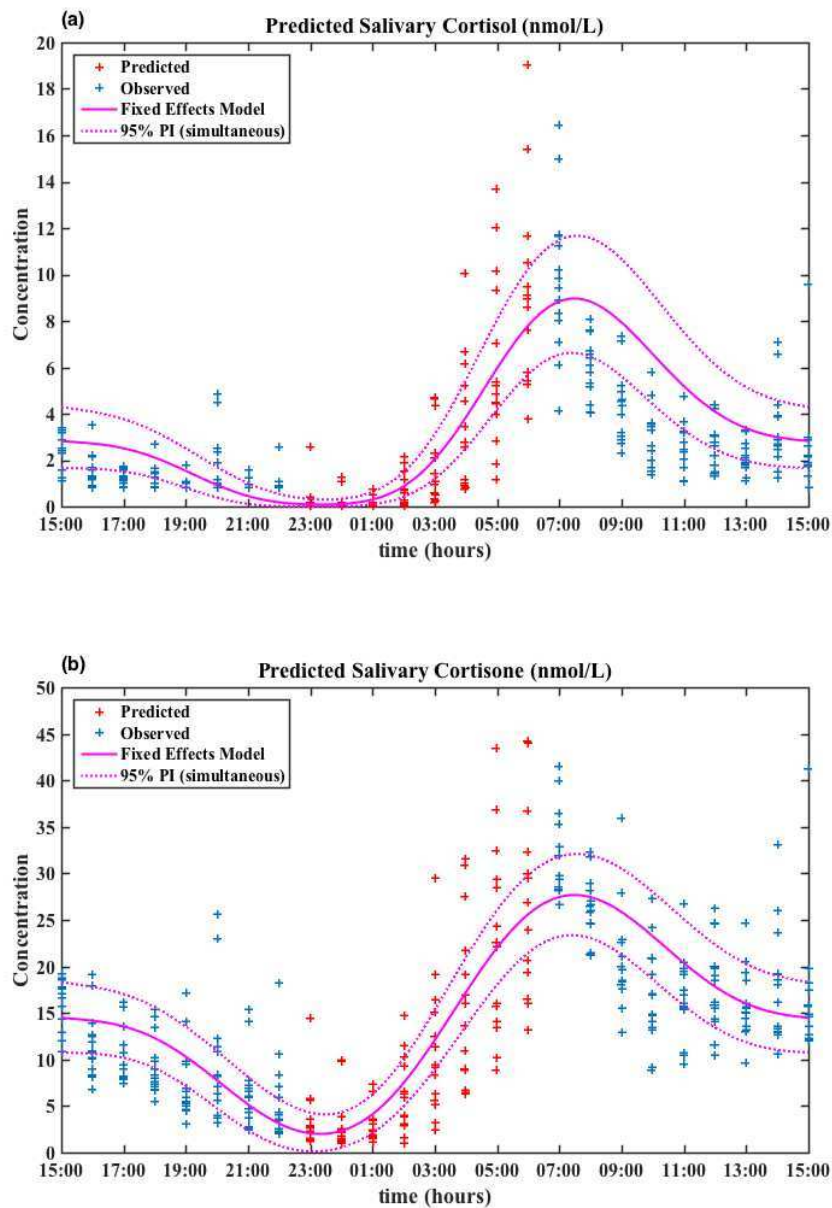 (a)
Predicted Salivary Cortisol (nmol/L)
20
18
16
14
12
10
8
6
4
2
0
Concentration
Predicted
Observed
Fixed Effects Model
95% PI (simultaneous)
15:00 17:00 19:00 21:00 23:00 01:00 03:00 05:00 07:00 09:00 11:00 13:00 15:00
time (hours)
(b)
Predicted Salivary Cortisone (nmol/L)
50
45
40
35
30
25
20
15
10
5
0
Concentration
Predicted
Observed
Fixed Effects Model
95% PI (simultaneous)
15:00 17:00 19:00 21:00 23:00 01:00 03:00 05:00 07:00 09:00 11:00 13:00 15:00
time (hours)